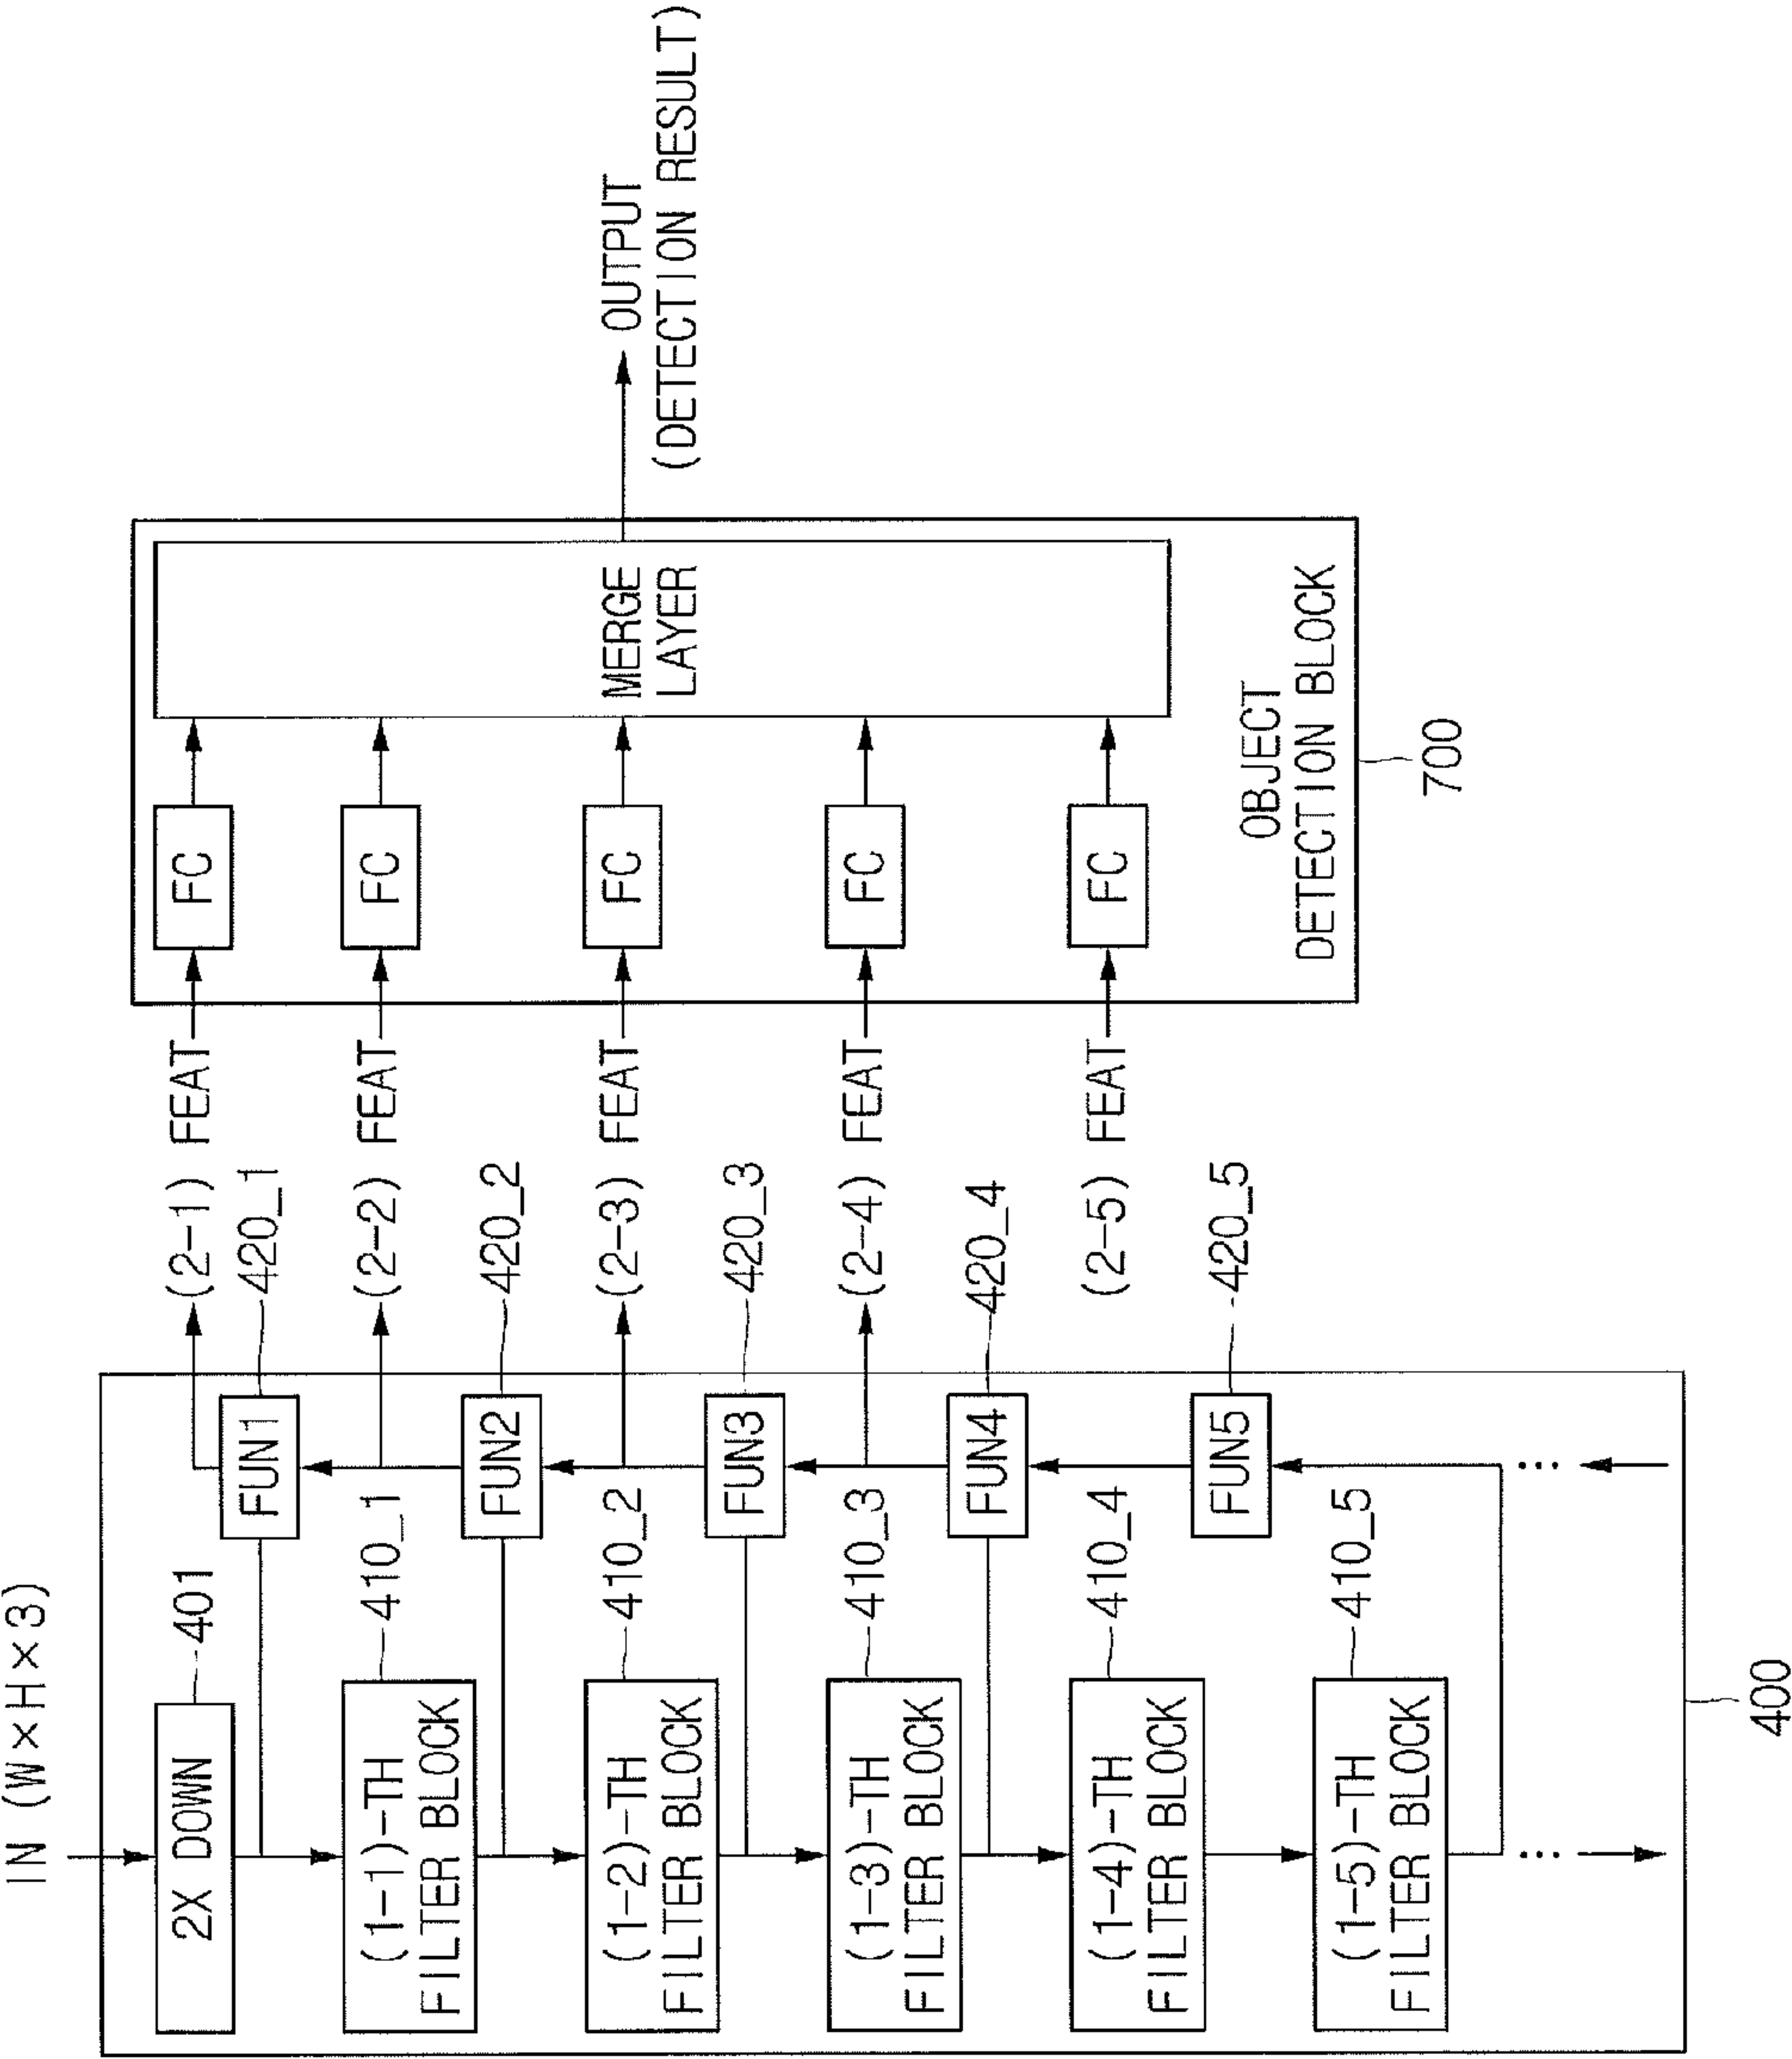 IN (W×H×3)
2X DOWN
401
(1-1)-TH
FILTER BLOCK
410_1
(1-2)-TH
FILTER BLOCK
410_2
(1-3)-TH
FILTER BLOCK
410_3
(1-4)-TH
FILTER BLOCK
410_4
(1-5)-TH
FILTER BLOCK
410_5
...
FUN1
420_1
FUN2
420_2
FUN3
420_3
FUN4
420_4
FUN5
420_5
...
400
(2-1) FEAT
(2-2) FEAT
(2-3) FEAT
(2-4) FEAT
(2-5) FEAT
FC
FC
FC
FC
FC
MERGE
LAYER
OBJECT
DETECTION BLOCK
700
OUTPUT
(DETECTION RESULT)